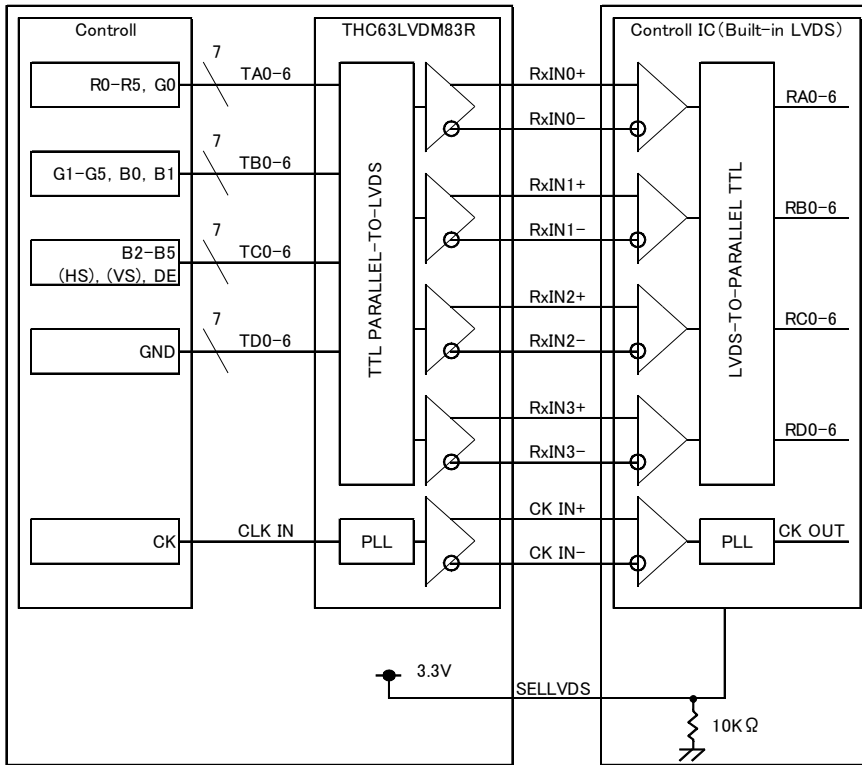 Controll
THC63LVDM83R
Controll IC(Built-in LVDS)
7
TA0-6
R0-R5, G0
RxIN0+
RxIN0-
RA0-6
7
TB0-6
G1-G5, B0, B1
RxIN1+
RxIN1-
RB0-6
7
TC0-6
B2-B5
(HS), (VS), DE
RxIN2+
RxIN2-
RC0-6
7
TD0-6
GND
RxIN3+
RxIN3-
RD0-6
TTL PARALLEL-TO-LVDS
LVDS-TO-PARALLEL TTL
CK
CLK IN
PLL
CK IN+
CK IN-
PLL
CK OUT
3.3V
SELLVDS
10KΩ